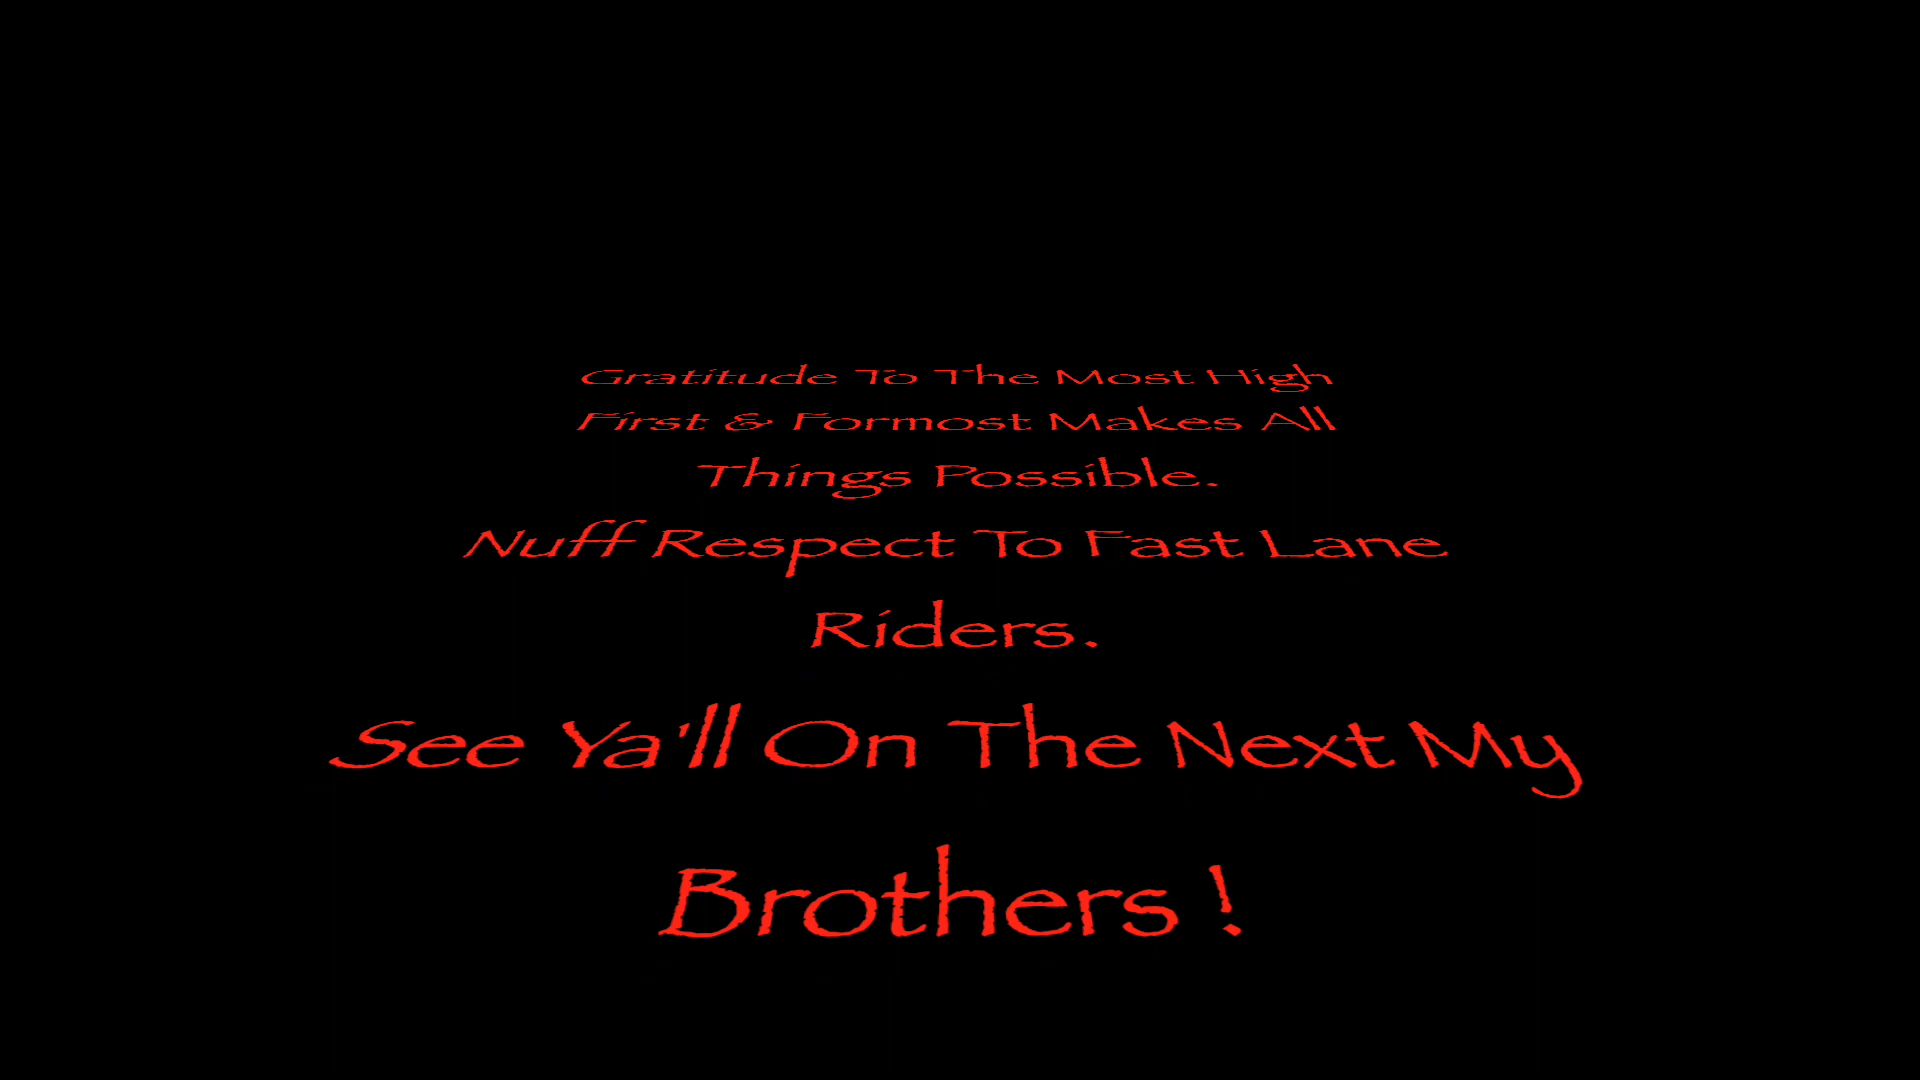 Gratitude To The Most High
First & Formost Makes All
Things Possible.
Nuff Respect To Fast Lane
Riders.
See Ya'll On The Next My
Brothers !